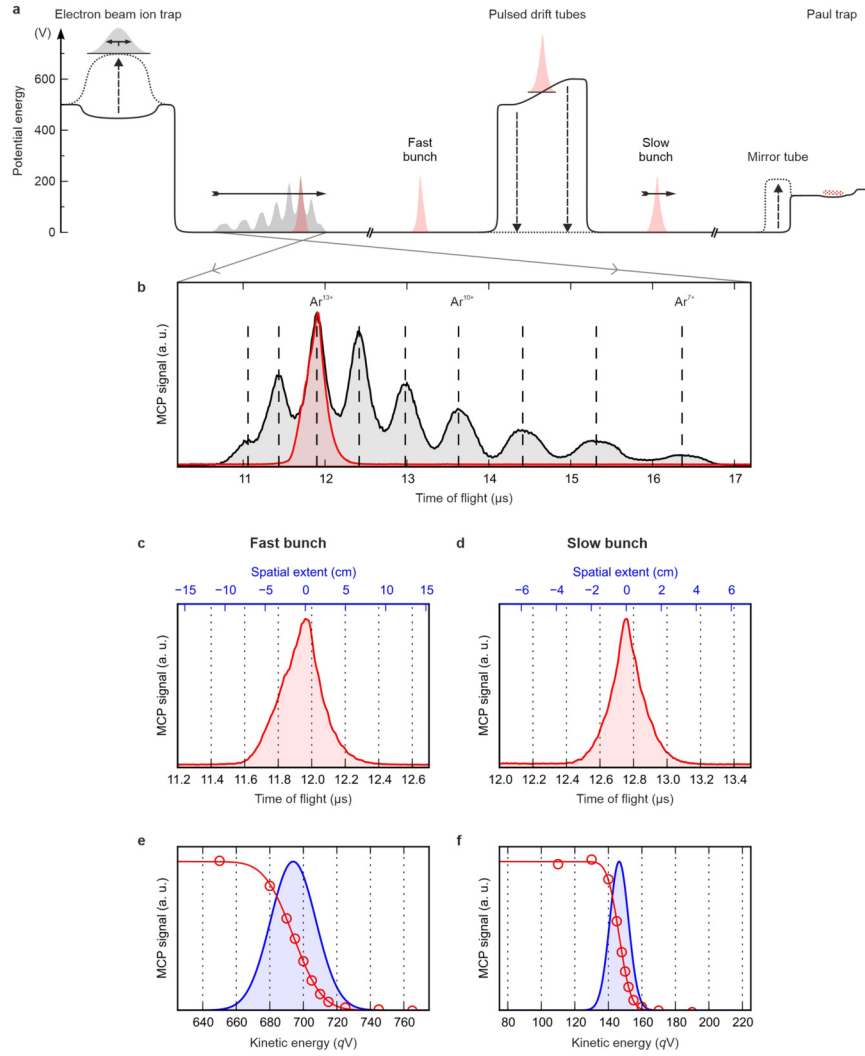 a
Electron beam ion trap
Pulsed drift tubes
Paul trap
(V)
600
400
200
0
Potential energy
Fast
bunch
Slow
bunch
Mirror tube
b
Ar13+
Ar10+
Ar7+
MCP signal (a. u.)
11 12 13 14 15 16 17
Time of flight (µs)
c Fast bunch
Spatial extent (cm)
−15 −10 −5 0 5 10 15
MCP signal (a. u.)
11.2 11.4 11.6 11.8 12.0 12.2 12.4 12.6
Time of flight (µs)
d Slow bunch
Spatial extent (cm)
−6 −4 −2 0 2 4 6
MCP signal (a. u.)
12.0 12.2 12.4 12.6 12.8 13.0 13.2 13.4
Time of flight (µs)
e
MCP signal (a. u.)
640 660 680 700 720 740 760
Kinetic energy (qV)
f
MCP signal (a. u.)
80 100 120 140 160 180 200 220
Kinetic energy (qV)